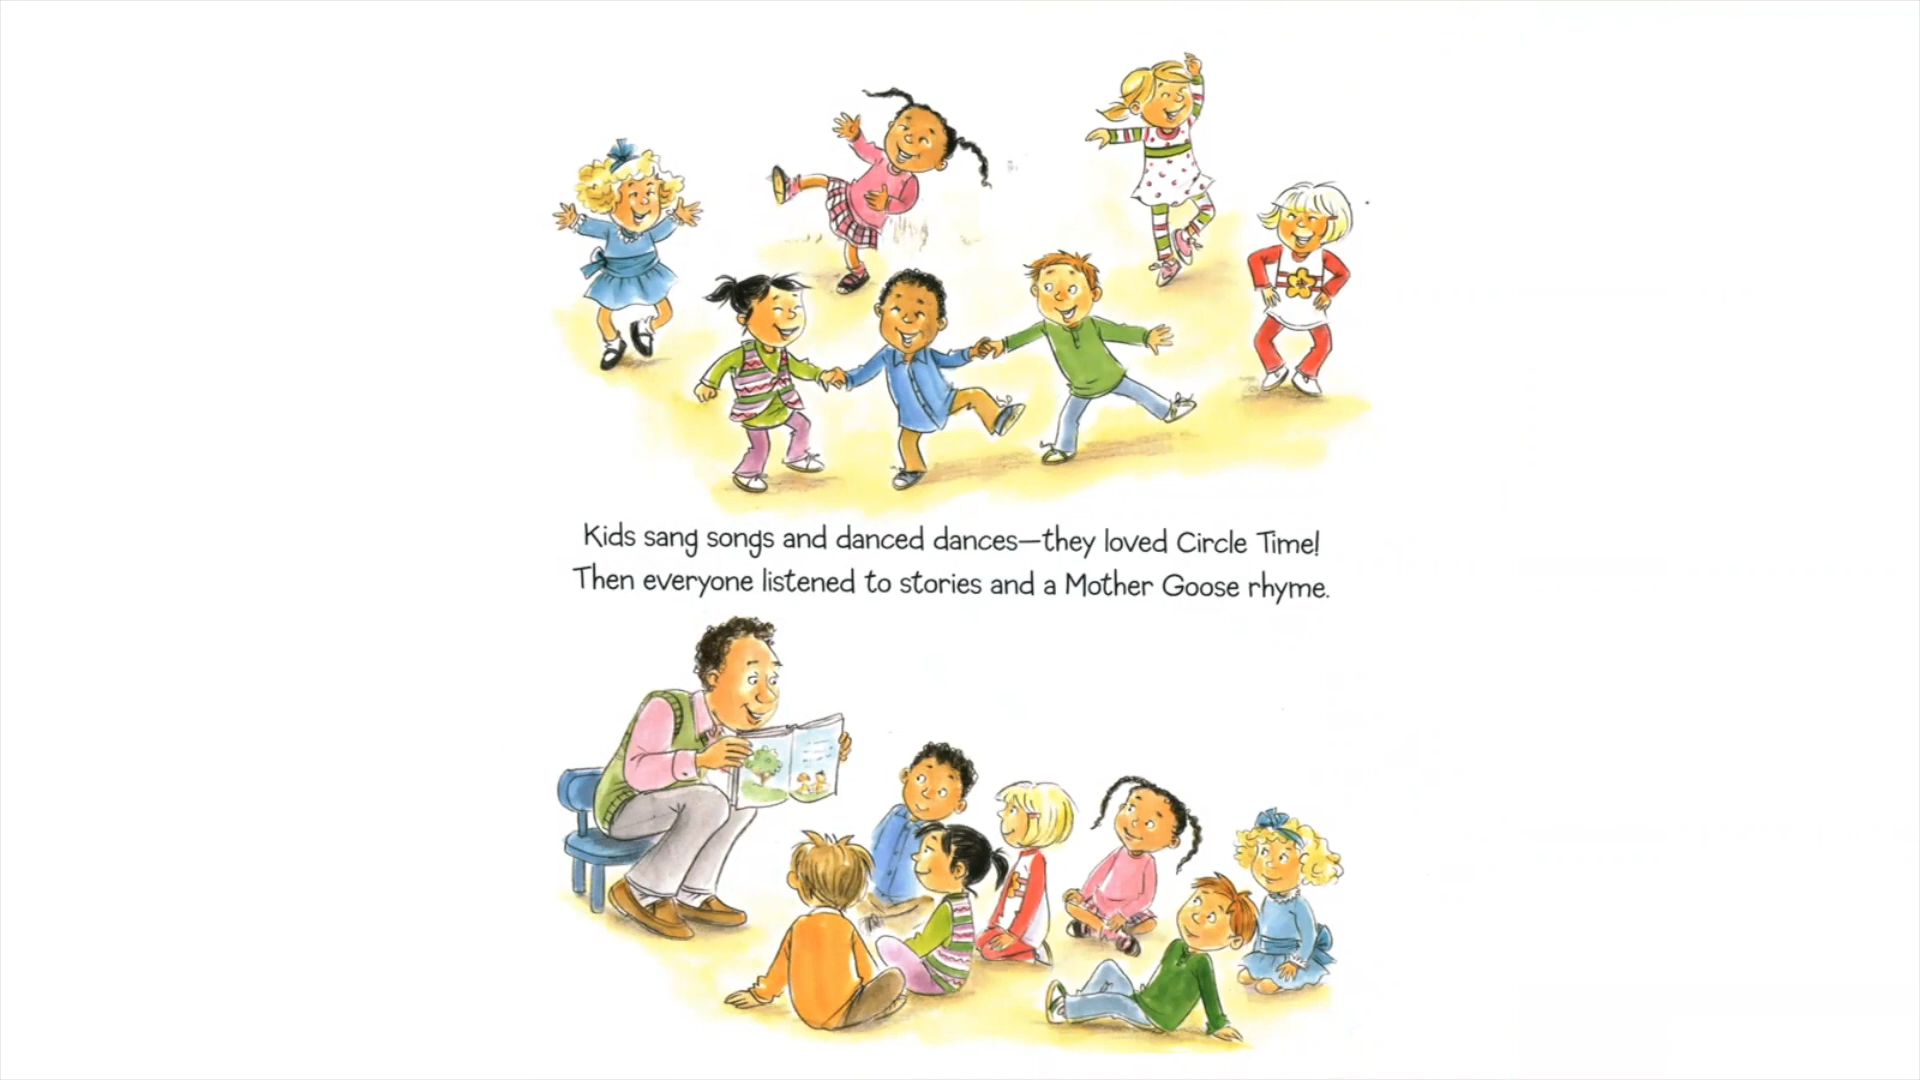 Kids sang songs and danced dances—they loved Circle Time!
Then everyone listened to stories and a Mother Goose rhyme.